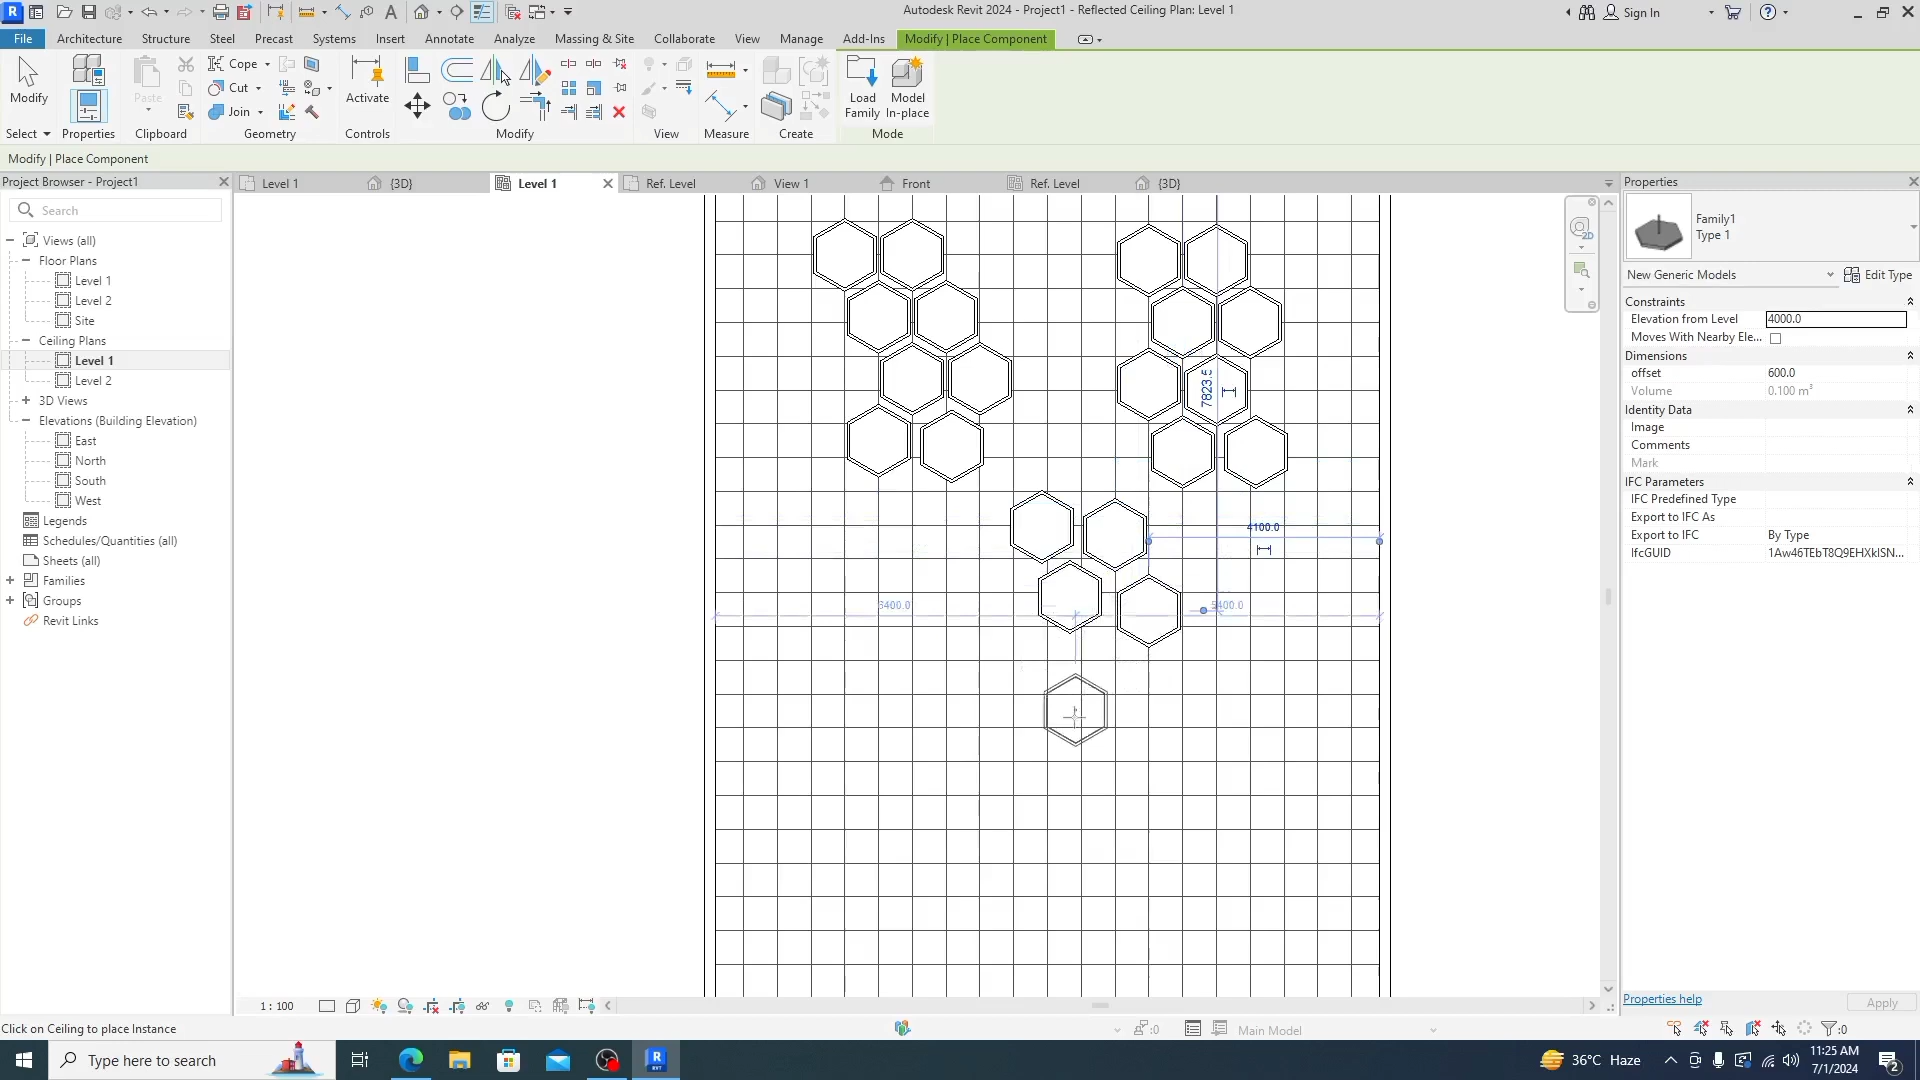 Autodesk Revit 2024 - Project1 - Reflected Ceiling Plan: Level 1
Sign In
File Architecture Structure Steel Precast Systems Insert Annotate Analyze Massing & Site Collaborate View Manage Add-Ins Modify | Place Component
Modify
Paste
Cope
Cut
Join
Activate
Load Family
Model In-place
Select Properties Clipboard Geometry Controls Modify View Measure Create Mode
Modify | Place Component
Project Browser - Project1
Level 1 {3D} Level 1 Ref. Level View 1 Front Ref. Level {3D}
Search
Views (all)
Floor Plans
Level 1
Level 2
Site
Ceiling Plans
Level 1
Level 2
3D Views
Elevations (Building Elevation)
East
North
South
West
Legends
Schedules/Quantities (all)
Sheets (all)
Families
Groups
Revit Links
2D
7823.5
4100.0
6400.0
5400.0
Properties
Family1
Type 1
New Generic Models
Edit Type
Constraints
Elevation from Level 4000.0
Moves With Nearby Ele...
Dimensions
offset 600.0
Volume 0.100 m³
Identity Data
Image
Comments
Mark
IFC Parameters
IFC Predefined Type
Export to IFC As
Export to IFC By Type
IfcGUID 1Aw46TEbT8Q9EHXkISN...
Properties help
Apply
1 : 100
Click on Ceiling to place Instance
:0
Main Model
:0
Type here to search
36°C Haze
11:25 AM
7/1/2024
2